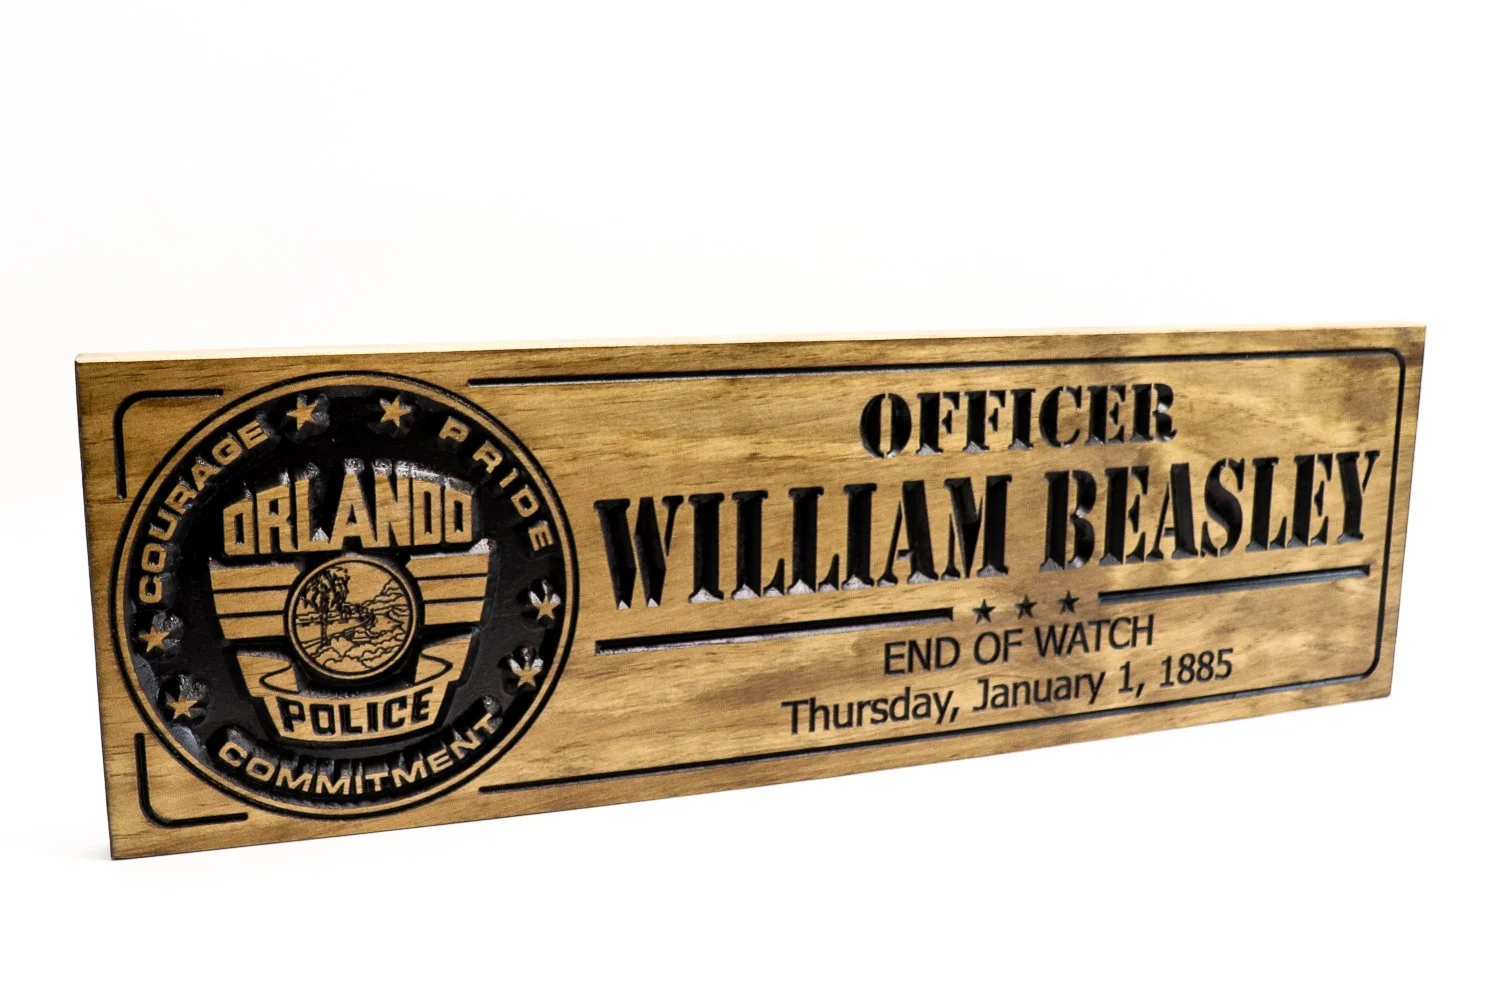 COURAGE
PRIDE
COMMITMENT
ORLANDO
POLICE
OFFICER
WILLIAM BEASLEY
END OF WATCH
Thursday, January 1, 1885